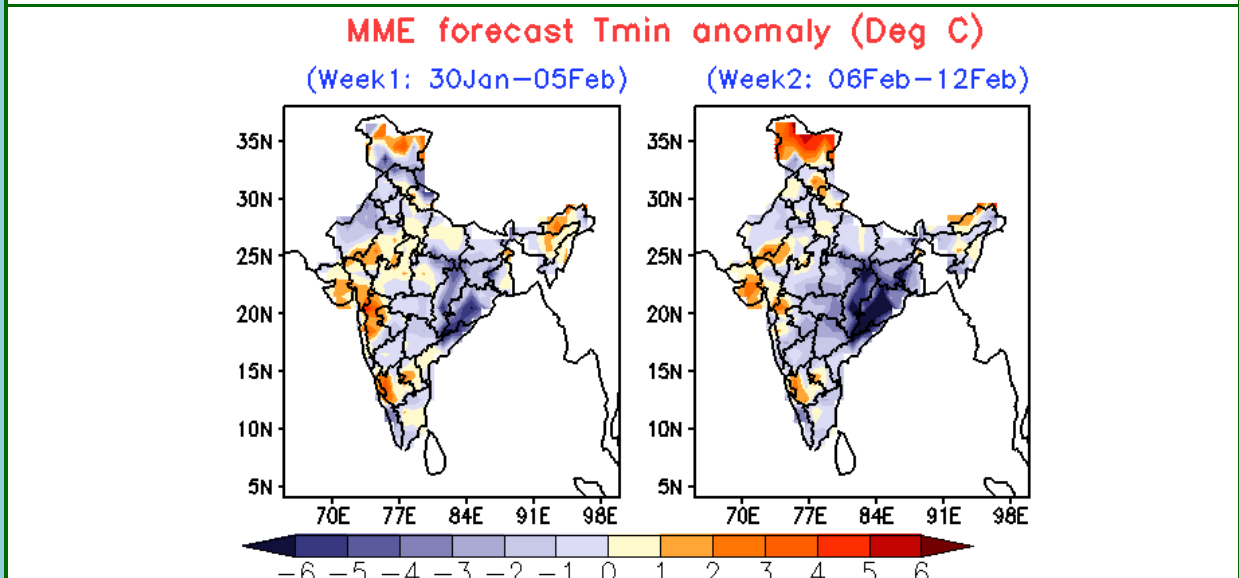 MME forecast Tmin anomaly (Deg C)
(Week1: 30Jan−05Feb) (Week2: 06Feb−12Feb)
35N 35N
30N 30N
25N 25N
20N 20N
15N 15N
10N 10N
5N 5N
70E 77E 84E 91E 98E 70E 77E 84E 91E 98E
−6 −5 −4 −3 −2 −1 0 1 2 3 4 5 6